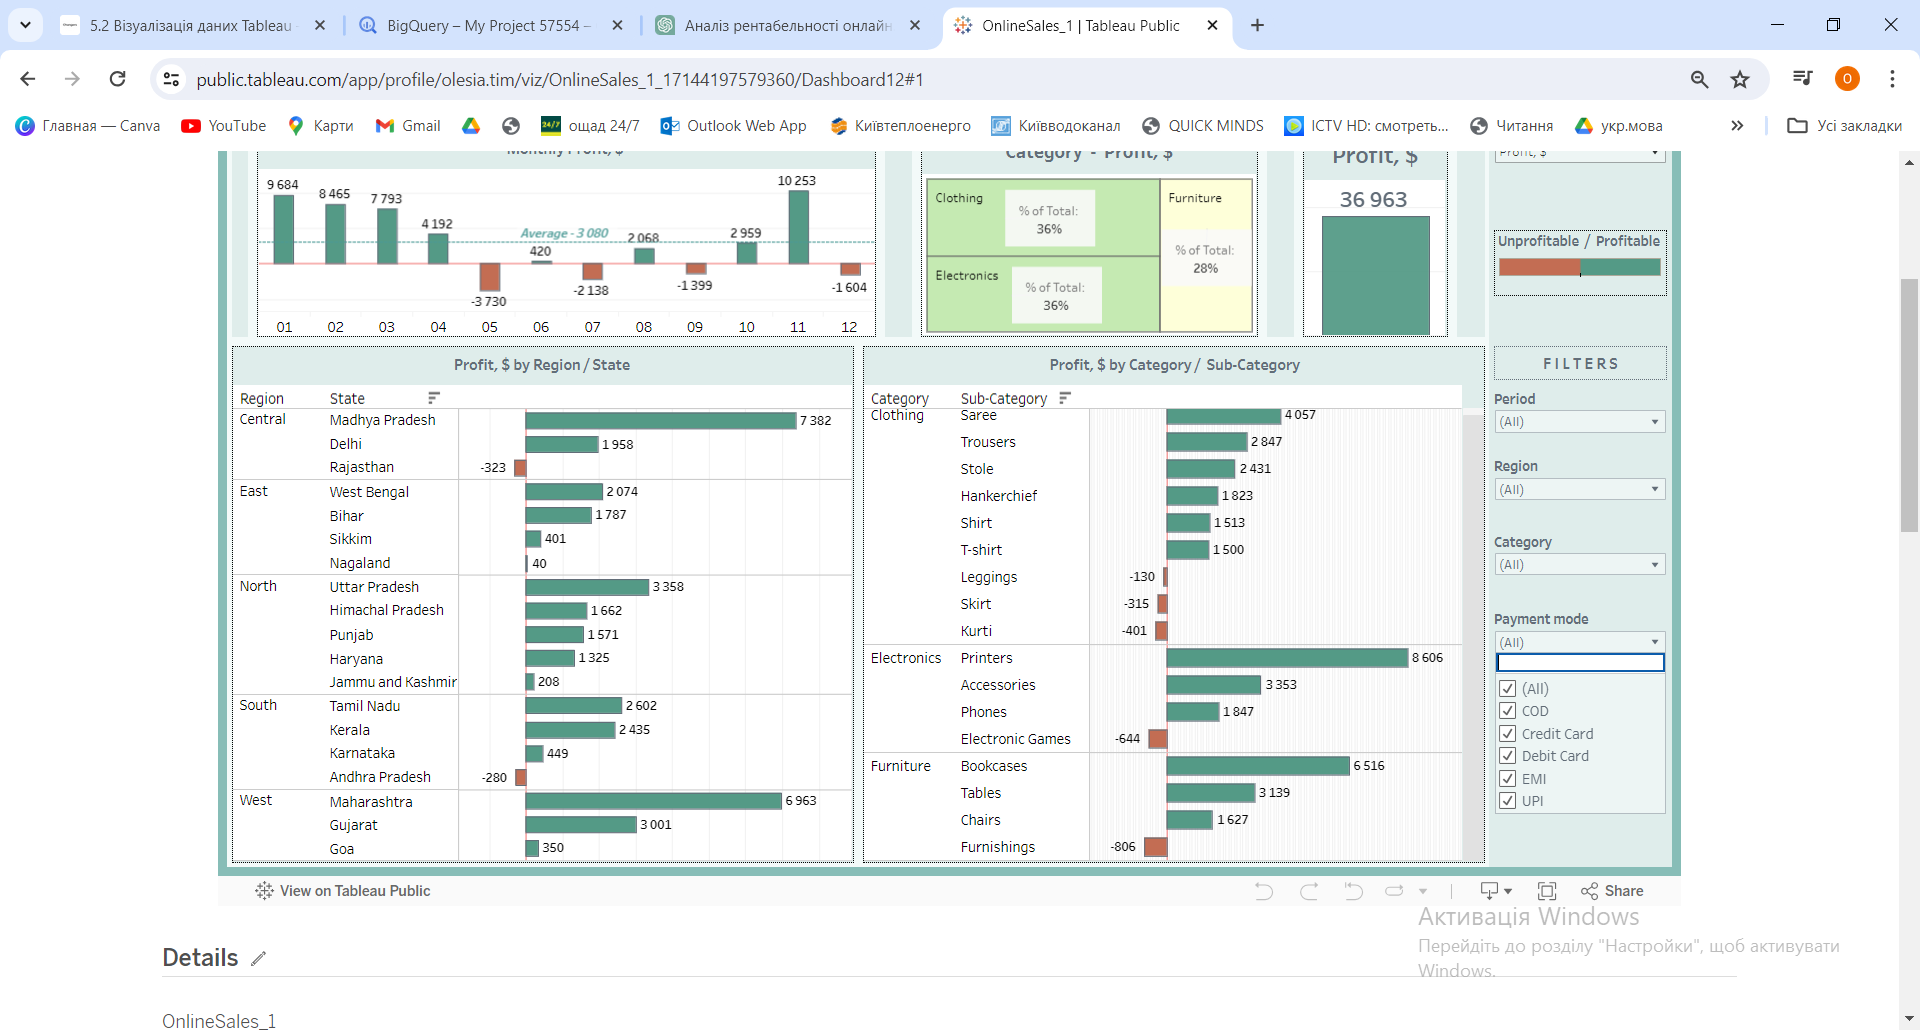 5.2 Візуалізація даних Tableau
BigQuery – My Project 57554 –
Аналіз рентабельності онлайн
OnlineSales_1 | Tableau Public
public.tableau.com/app/profile/olesia.tim/viz/OnlineSales_1_17144197579360/Dashboard12#1
O
Главная — Canva
YouTube
Карти
Gmail
24/7
ощад 24/7
Outlook Web App
Київтеплоенерго
Київводоканал
QUICK MINDS
ICTV HD: смотреть...
Читання
укр.мова
Усі закладки
Monthly Profit, $
9 684
8 465
7 793
4 192
-3 730
420
-2 138
2 068
-1 399
2 959
10 253
-1 604
Average - 3 080
01 02 03 04 05 06 07 08 09 10 11 12
Category - Profit, $
Clothing
% of Total:
36%
Electronics
% of Total:
36%
Furniture
% of Total:
28%
Profit, $
36 963
Profit, $
Unprofitable / Profitable
Profit, $ by Region / State
Region State
Central Madhya Pradesh 7 382
Delhi 1 958
Rajasthan -323
East West Bengal 2 074
Bihar 1 787
Sikkim 401
Nagaland 40
North Uttar Pradesh 3 358
Himachal Pradesh 1 662
Punjab 1 571
Haryana 1 325
Jammu and Kashmir 208
South Tamil Nadu 2 602
Kerala 2 435
Karnataka 449
Andhra Pradesh -280
West Maharashtra 6 963
Gujarat 3 001
Goa 350
Profit, $ by Category / Sub-Category
Category Sub-Category
Clothing Saree 4 057
Trousers 2 847
Stole 2 431
Hankerchief 1 823
Shirt 1 513
T-shirt 1 500
Leggings -130
Skirt -315
Kurti -401
Electronics Printers 8 606
Accessories 3 353
Phones 1 847
Electronic Games -644
Furniture Bookcases 6 516
Tables 3 139
Chairs 1 627
Furnishings -806
FILTERS
Period
(All)
Region
(All)
Category
(All)
Payment mode
(All)
(All)
COD
Credit Card
Debit Card
EMI
UPI
View on Tableau Public
Share
Активація Windows
Перейдіть до розділу "Настройки", щоб активувати
Windows.
Details
OnlineSales_1